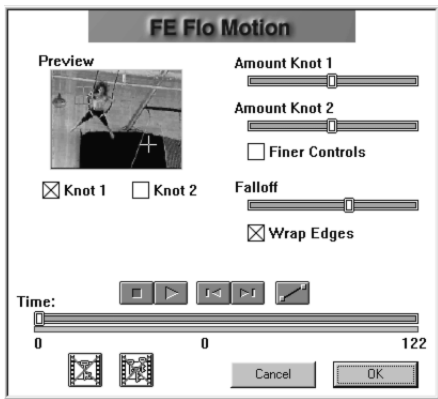 FE Flo Motion
Preview
Amount Knot 1
Amount Knot 2
Finer Controls
Knot 1
Knot 2
Falloff
Wrap Edges
Time:
0
0
122
Cancel
OK